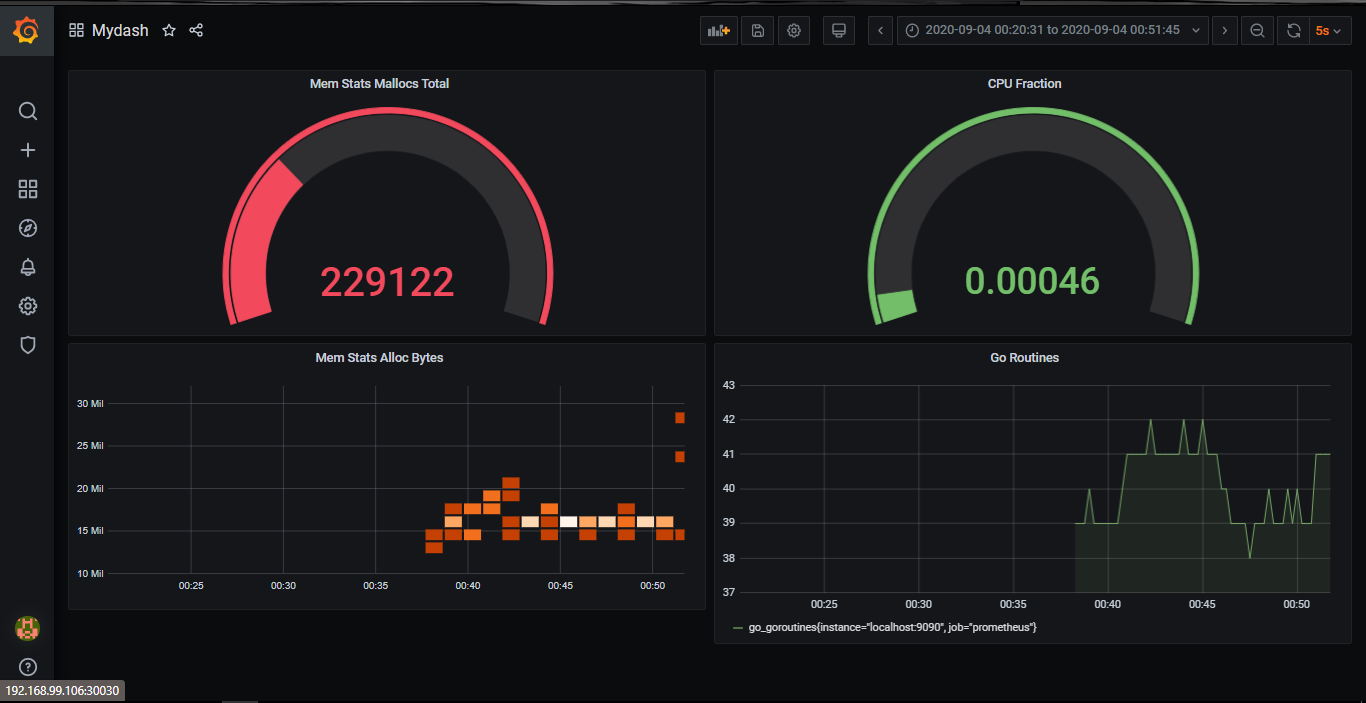 Mydash
2020-09-04 00:20:31 to 2020-09-04 00:51:45
5s
Mem Stats Mallocs Total
229122
CPU Fraction
0.00046
Mem Stats Alloc Bytes
30 Mil
25 Mil
20 Mil
15 Mil
10 Mil
00:25 00:30 00:35 00:40 00:45 00:50
Go Routines
43
42
41
40
39
38
37
00:25 00:30 00:35 00:40 00:45 00:50
go_goroutines{instance="localhost:9090", job="prometheus"}
192.168.99.106:30030